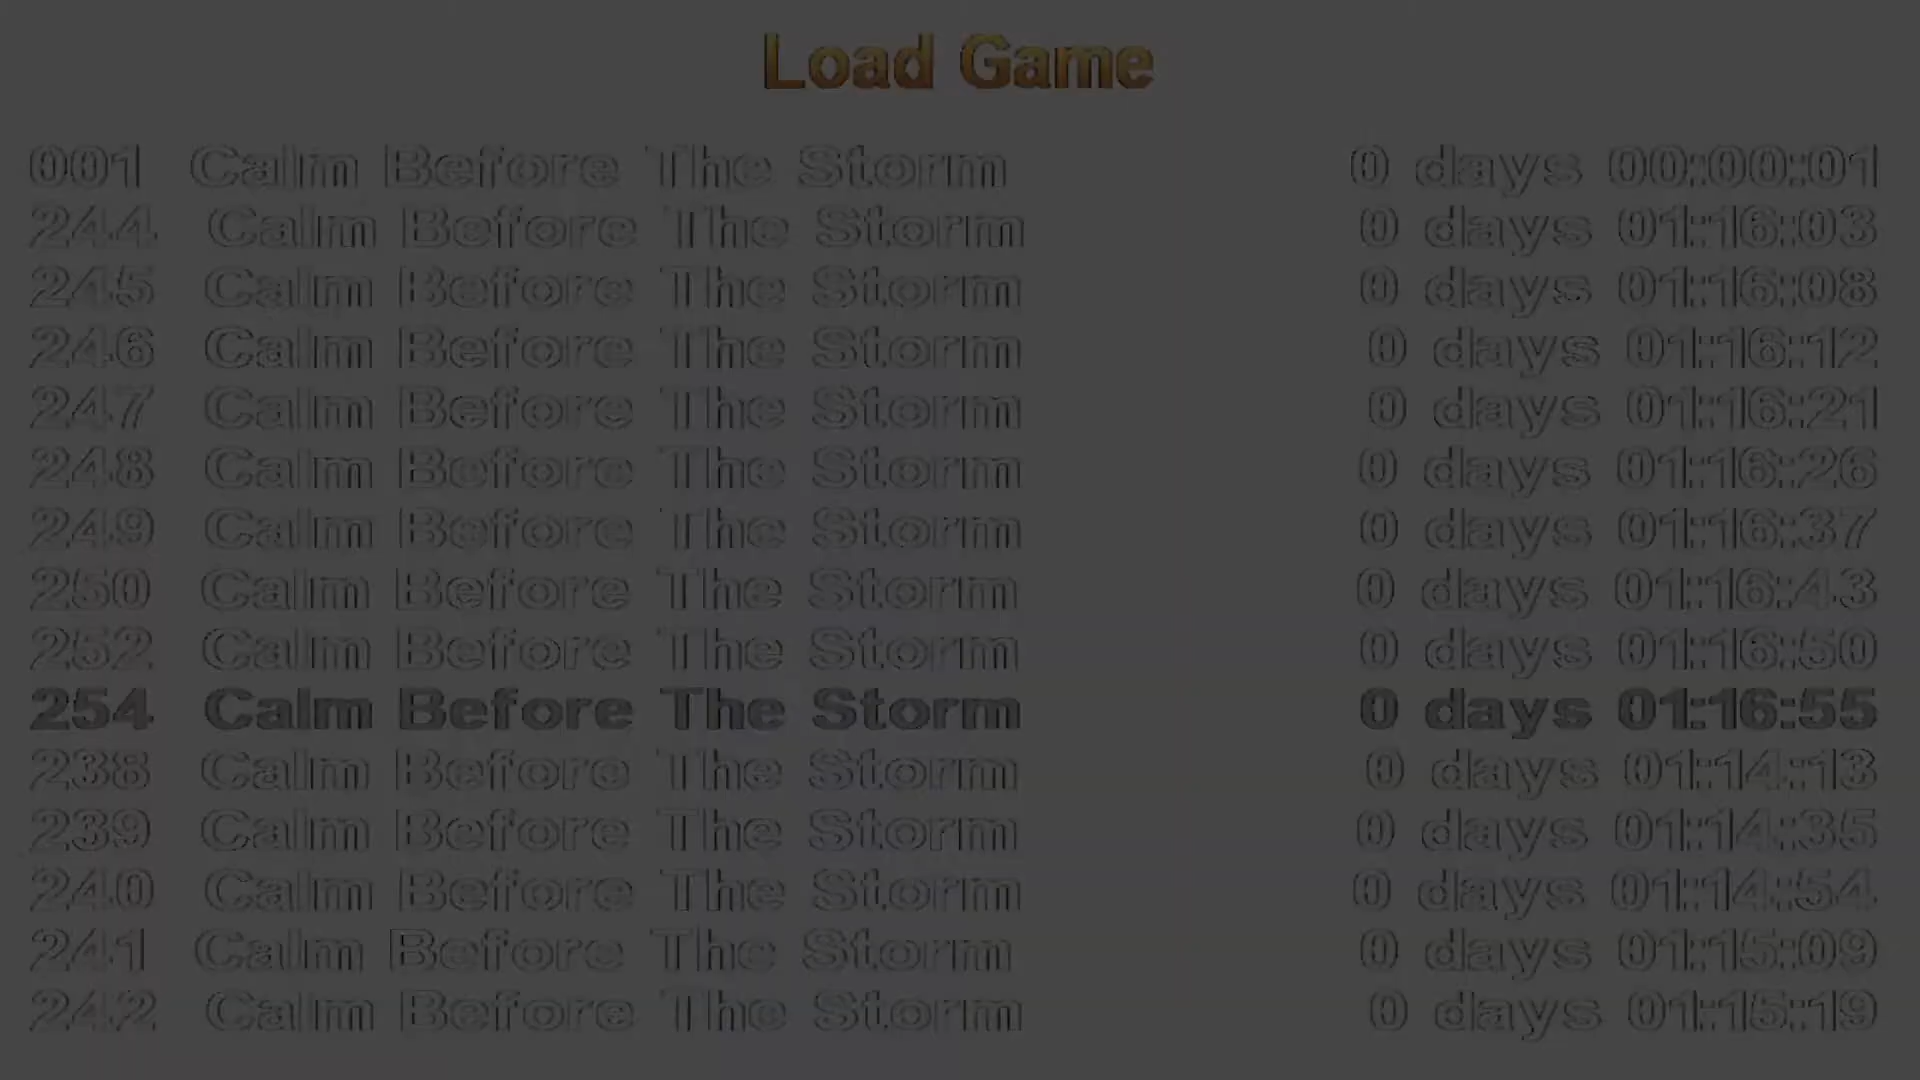 Load Game
001 Calm Before The Storm 0 days 00:00:01
244 Calm Before The Storm 0 days 01:16:03
245 Calm Before The Storm 0 days 01:16:08
246 Calm Before The Storm 0 days 01:16:12
247 Calm Before The Storm 0 days 01:16:21
248 Calm Before The Storm 0 days 01:16:26
249 Calm Before The Storm 0 days 01:16:37
250 Calm Before The Storm 0 days 01:16:43
252 Calm Before The Storm 0 days 01:16:50
254 Calm Before The Storm 0 days 01:16:55
238 Calm Before The Storm 0 days 01:14:13
239 Calm Before The Storm 0 days 01:14:35
240 Calm Before The Storm 0 days 01:14:54
241 Calm Before The Storm 0 days 01:15:09
242 Calm Before The Storm 0 days 01:15:19